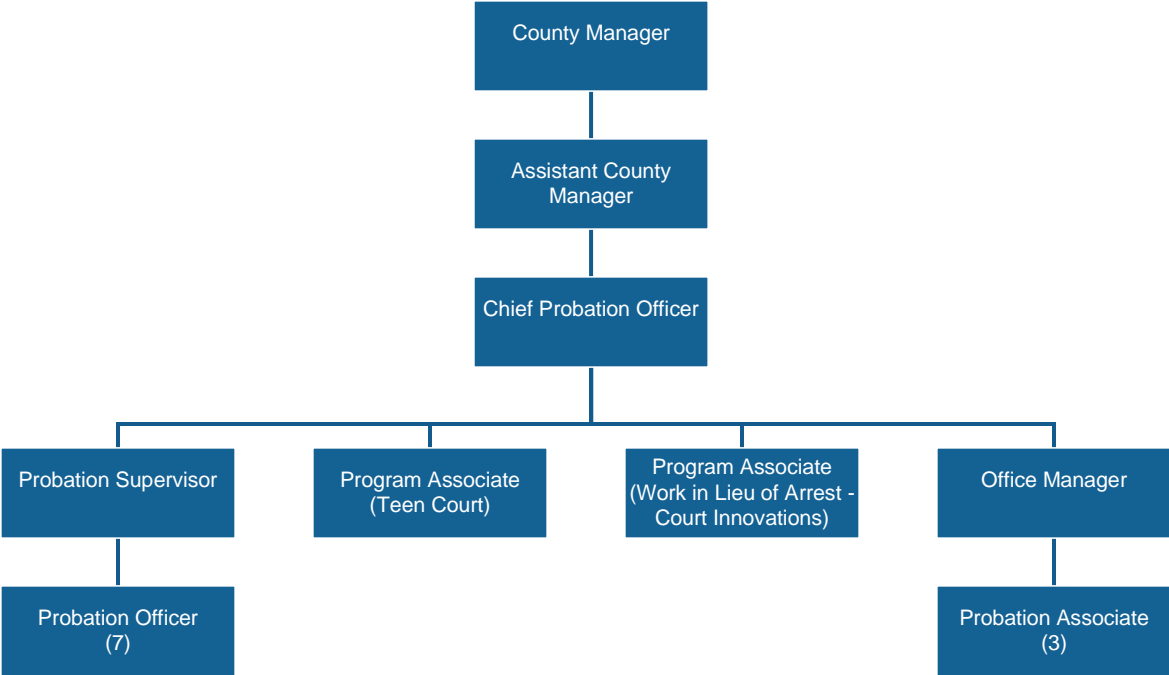 County Manager
Assistant County
Manager
Chief Probation Officer
Probation Supervisor
Program Associate
(Teen Court)
Program Associate
(Work in Lieu of Arrest -
Court Innovations)
Office Manager
Probation Officer
(7)
Probation Associate
(3)